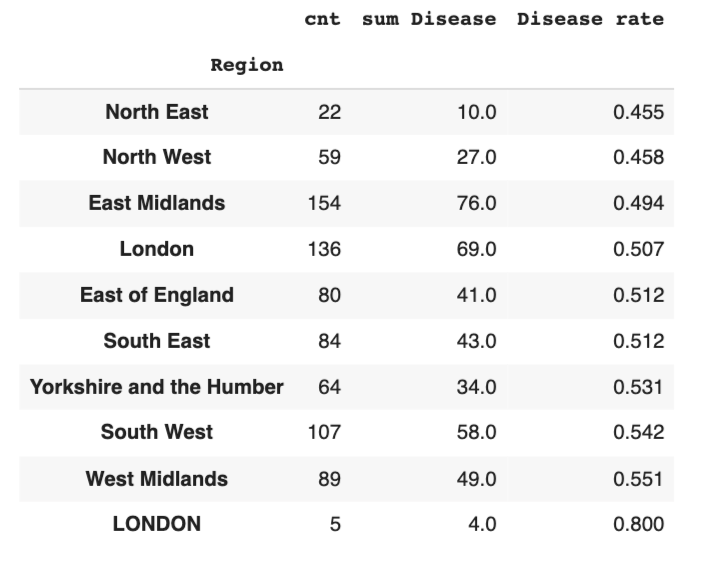 cnt sum Disease Disease rate
Region
North East 22 10.0 0.455
North West 59 27.0 0.458
East Midlands 154 76.0 0.494
London 136 69.0 0.507
East of England 80 41.0 0.512
South East 84 43.0 0.512
Yorkshire and the Humber 64 34.0 0.531
South West 107 58.0 0.542
West Midlands 89 49.0 0.551
LONDON 5 4.0 0.800